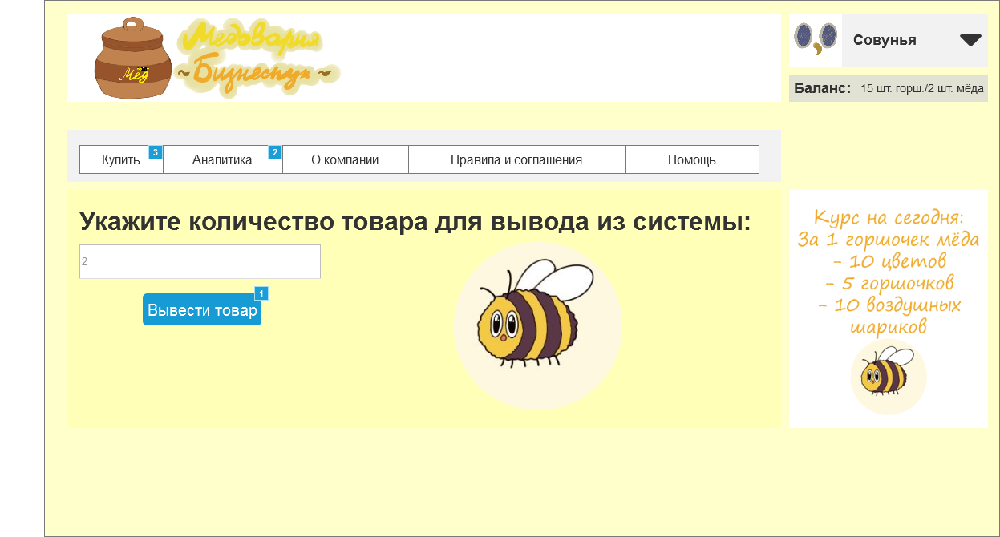 Мёд
Медовария
~Бизнеспух~
Совунья
Баланс: 15 шт. горш./2 шт. мёда
Купить 3 Аналитика 2 О компании Правила и соглашения Помощь
Укажите количество товара для вывода из системы:
2
Вывести товар 1
Курс на сегодня:
За 1 горшочек мёда
- 10 цветов
- 5 горшочков
- 10 воздушных
шариков